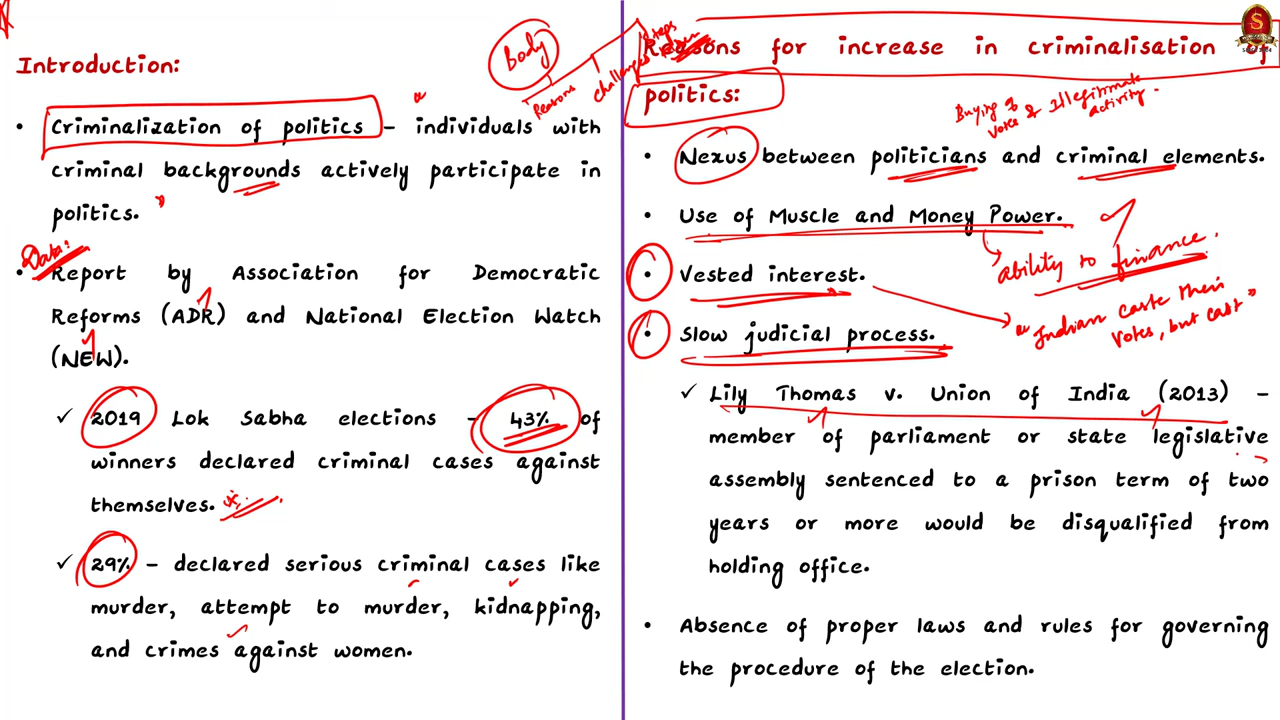 Introduction:
Criminalization of politics – individuals with
criminal backgrounds actively participate in
politics.
Data:
Report by Association for Democratic
Reforms (ADR) and National Election Watch
(NEW).
2019 Lok Sabha elections – 43% of
winners declared criminal cases against
themselves.
29% – declared serious criminal cases like
murder, attempt to murder, kidnapping,
and crimes against women.
Body
Reasons
challenges
steps
Reasons for increase in criminalisation of
politics:
Buying of
votes & Illegitimate
activity.
Nexus between politicians and criminal elements.
Use of Muscle and Money Power.
ability to finance.
Vested interest.
"Indian caste their
votes, but cast"
Slow judicial process.
Lily Thomas v. Union of India (2013) –
member of parliament or state legislative
assembly sentenced to a prison term of two
years or more would be disqualified from
holding office.
Absence of proper laws and rules for governing
the procedure of the election.